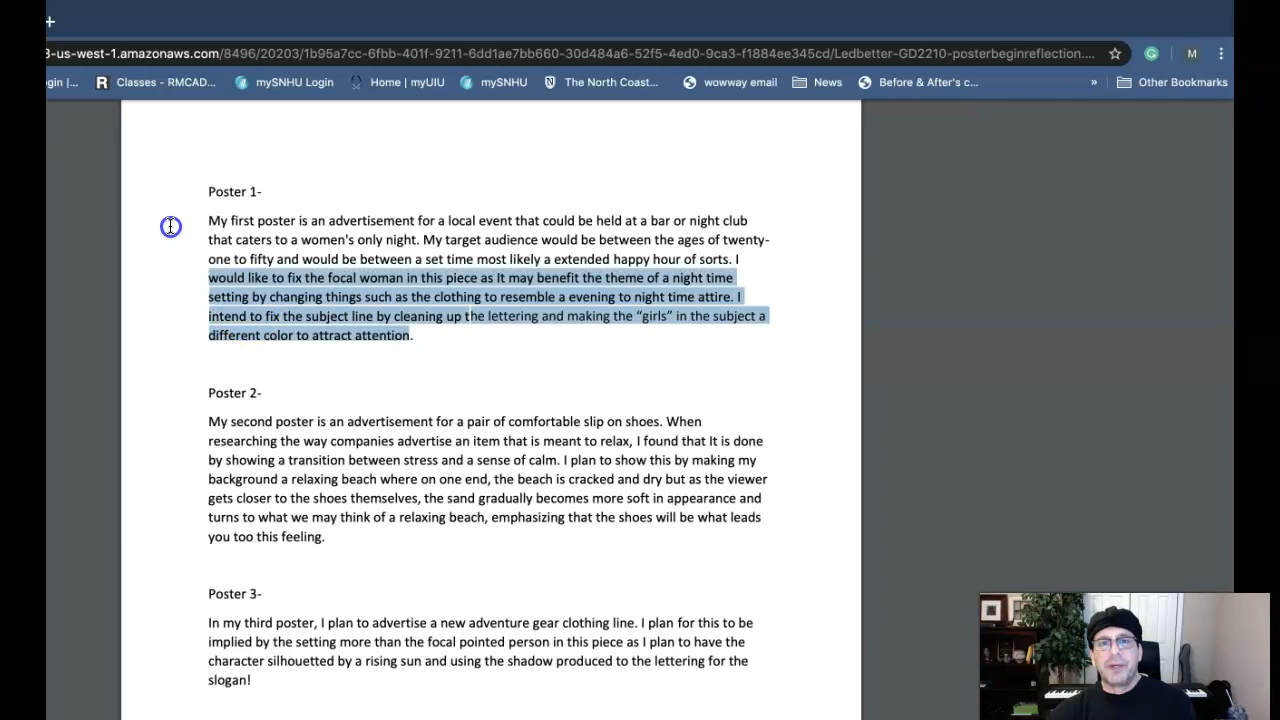 3-us-west-1.amazonaws.com/8496/20203/1b95a7cc-6fbb-401f-9211-6dd1ae7bb660-30d484a6-52f5-4ed0-9ca3-f1884ee345cd/Ledbetter-GD2210-posterbeginreflection.... M
gin |... R Classes - RMCAD... mySNHU Login Home | myUIU mySNHU The North Coast... wowway email News Before & After's c... » Other Bookmarks
Poster 1-
My first poster is an advertisement for a local event that could be held at a bar or night club
that caters to a women's only night. My target audience would be between the ages of twenty-
one to fifty and would be between a set time most likely a extended happy hour of sorts. I
would like to fix the focal woman in this piece as It may benefit the theme of a night time
setting by changing things such as the clothing to resemble a evening to night time attire. I
intend to fix the subject line by cleaning up the lettering and making the “girls” in the subject a
different color to attract attention.
Poster 2-
My second poster is an advertisement for a pair of comfortable slip on shoes. When
researching the way companies advertise an item that is meant to relax, I found that It is done
by showing a transition between stress and a sense of calm. I plan to show this by making my
background a relaxing beach where on one end, the beach is cracked and dry but as the viewer
gets closer to the shoes themselves, the sand gradually becomes more soft in appearance and
turns to what we may think of a relaxing beach, emphasizing that the shoes will be what leads
you too this feeling.
Poster 3-
In my third poster, I plan to advertise a new adventure gear clothing line. I plan for this to be
implied by the setting more than the focal pointed person in this piece as I plan to have the
character silhouetted by a rising sun and using the shadow produced to the lettering for the
slogan!